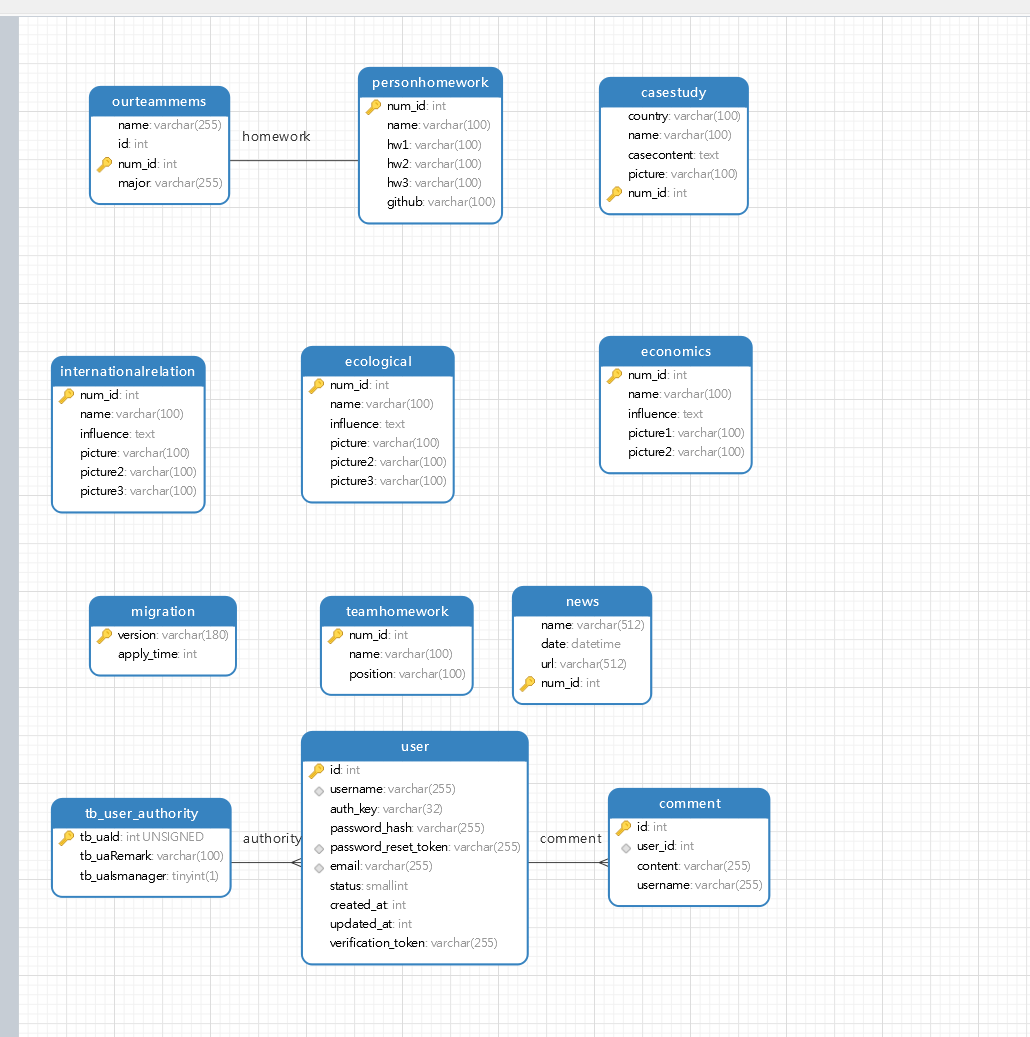 ourteammems
name: varchar(255)
id: int
num_id: int
major: varchar(255)
homework
personhomework
num_id: int
name: varchar(100)
hw1: varchar(100)
hw2: varchar(100)
hw3: varchar(100)
github: varchar(100)
casestudy
country: varchar(100)
name: varchar(100)
casecontent: text
picture: varchar(100)
num_id: int
internationalrelation
num_id: int
name: varchar(100)
influence: text
picture: varchar(100)
picture2: varchar(100)
picture3: varchar(100)
ecological
num_id: int
name: varchar(100)
influence: text
picture: varchar(100)
picture2: varchar(100)
picture3: varchar(100)
economics
num_id: int
name: varchar(100)
influence: text
picture1: varchar(100)
picture2: varchar(100)
migration
version: varchar(180)
apply_time: int
teamhomework
num_id: int
name: varchar(100)
position: varchar(100)
news
name: varchar(512)
date: datetime
url: varchar(512)
num_id: int
tb_user_authority
tb_uaId: int UNSIGNED
tb_uaRemark: varchar(100)
tb_uaIsmanager: tinyint(1)
authority
user
id: int
username: varchar(255)
auth_key: varchar(32)
password_hash: varchar(255)
password_reset_token: varchar(255)
email: varchar(255)
status: smallint
created_at: int
updated_at: int
verification_token: varchar(255)
comment
comment
id: int
user_id: int
content: varchar(255)
username: varchar(255)